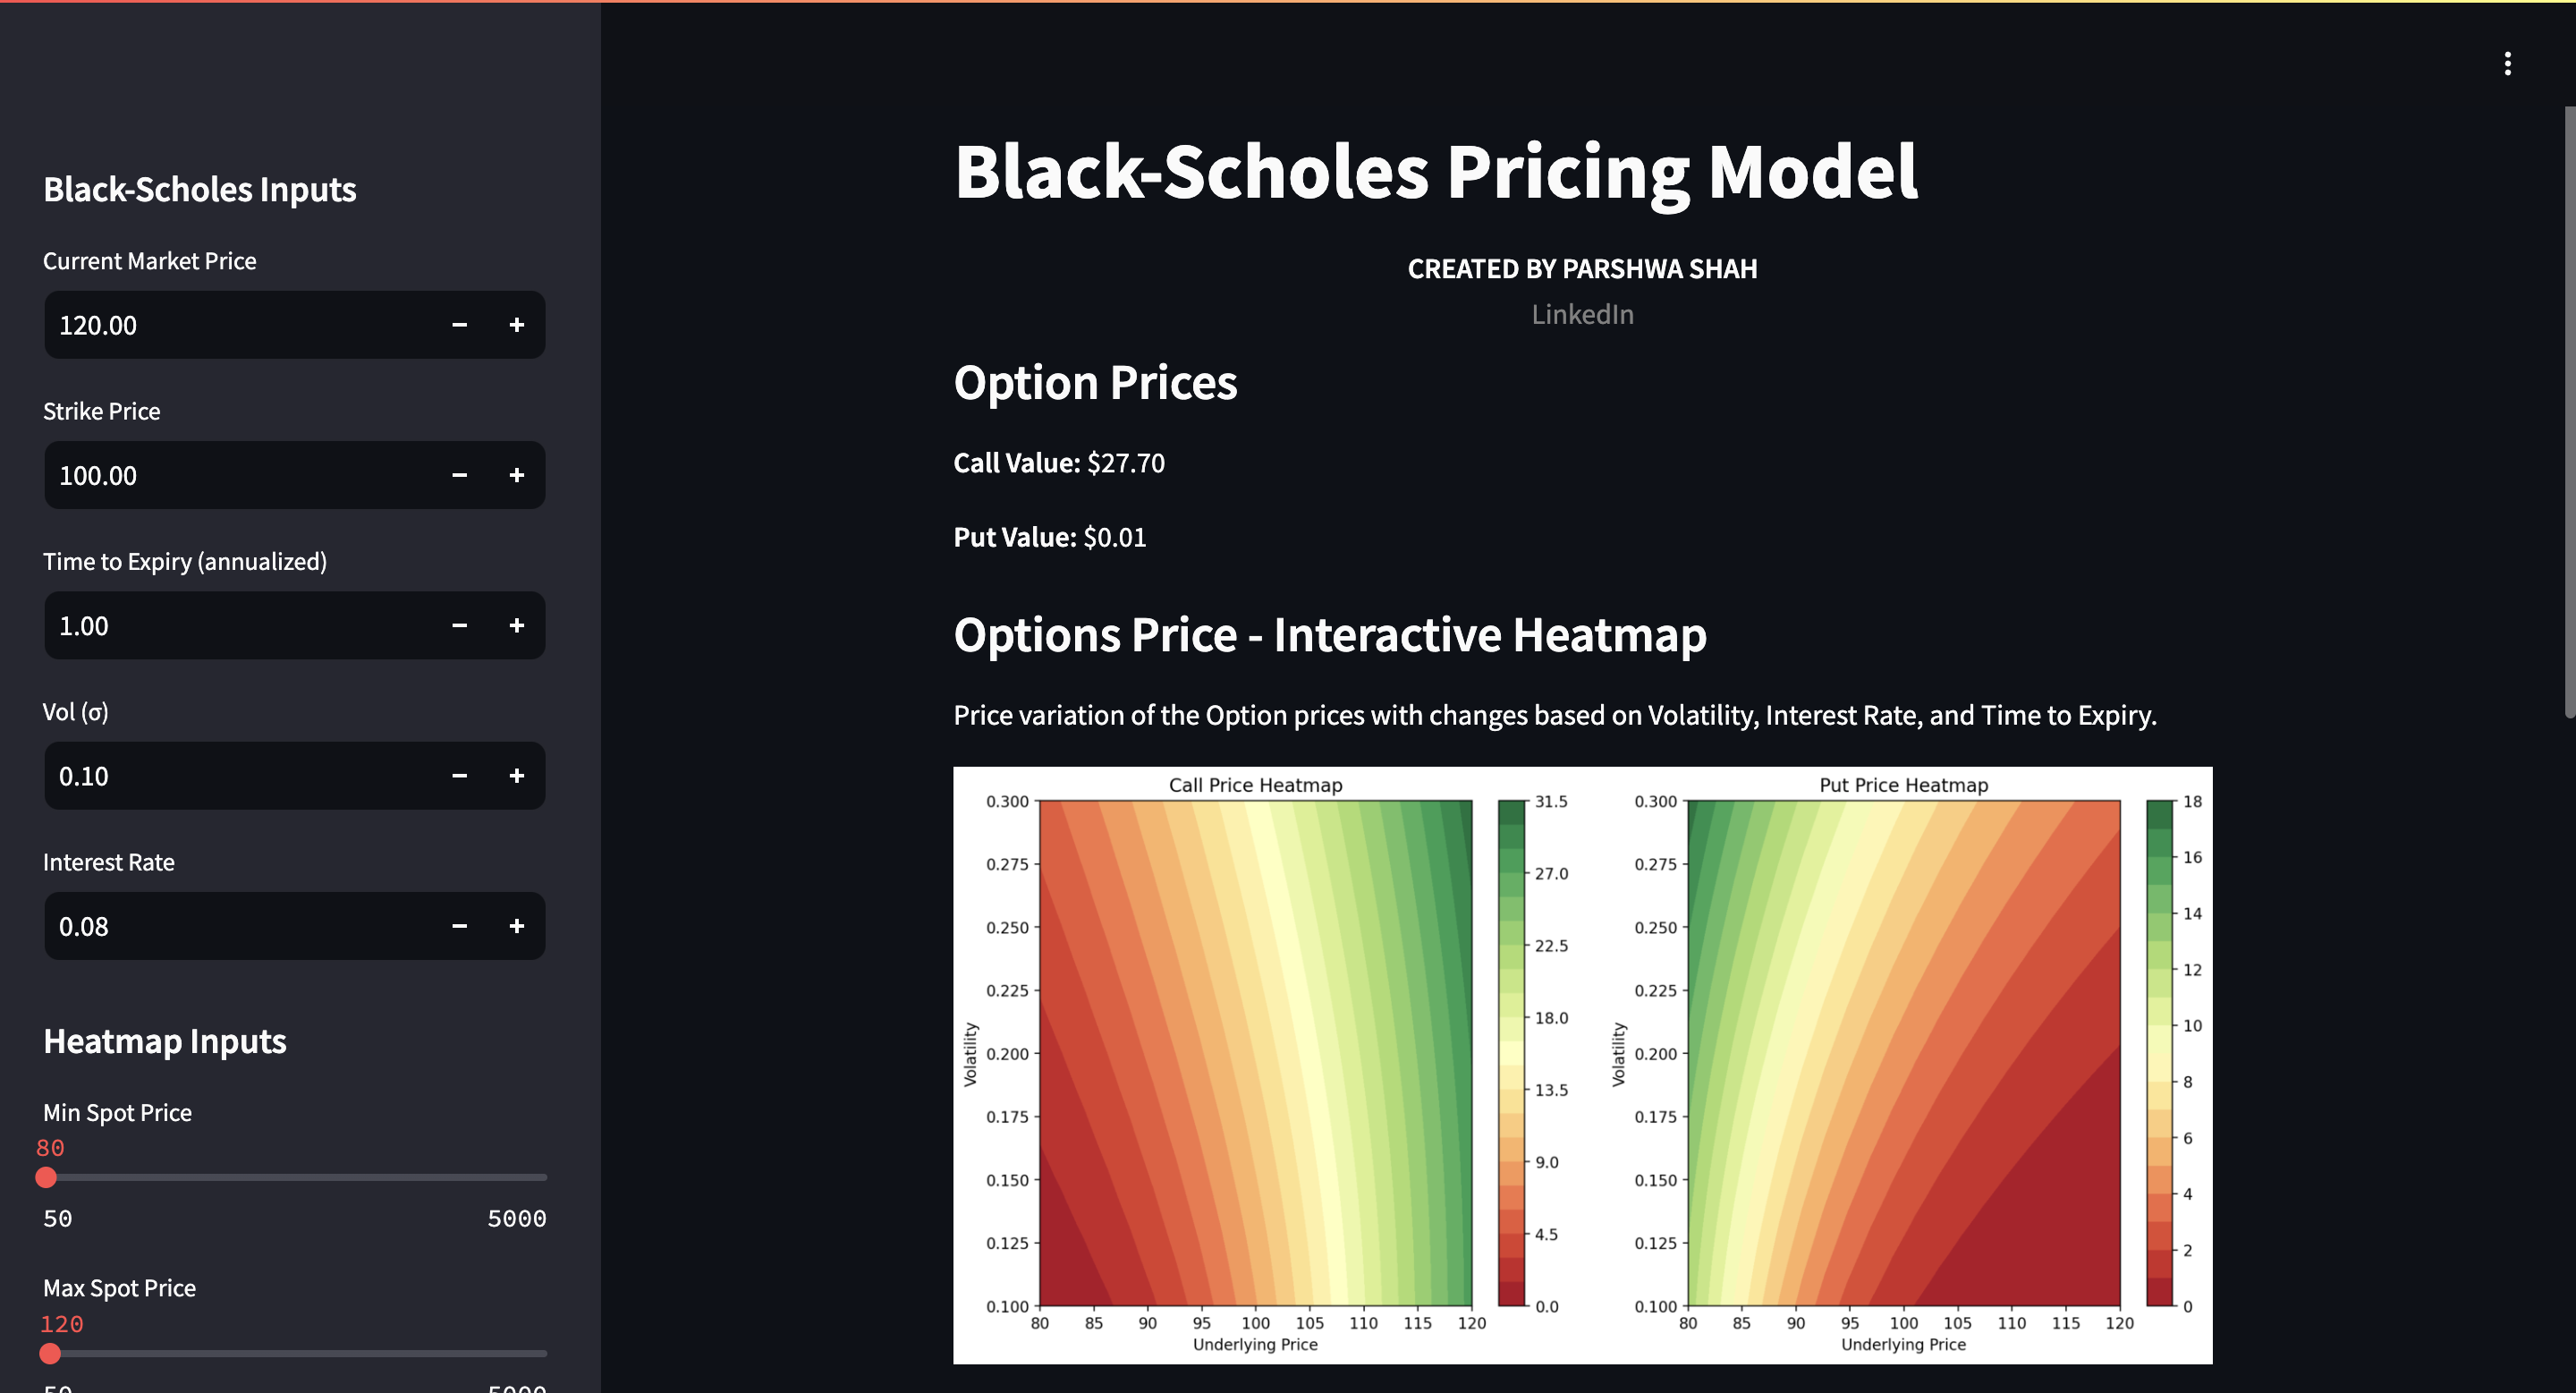 Black-Scholes Inputs
Current Market Price
120.00
Strike Price
100.00
Time to Expiry (annualized)
1.00
Vol (σ)
0.10
Interest Rate
0.08
Heatmap Inputs
Min Spot Price
80
50 5000
Max Spot Price
120
50 5000
Black-Scholes Pricing Model
CREATED BY PARSHWA SHAH
LinkedIn
Option Prices
Call Value: $27.70
Put Value: $0.01
Options Price - Interactive Heatmap
Price variation of the Option prices with changes based on Volatility, Interest Rate, and Time to Expiry.
Call Price Heatmap
0.300
0.275
0.250
0.225
0.200
0.175
0.150
0.125
0.100
Volatility
80 85 90 95 100 105 110 115 120
Underlying Price
31.5
27.0
22.5
18.0
13.5
9.0
4.5
0.0
Put Price Heatmap
0.300
0.275
0.250
0.225
0.200
0.175
0.150
0.125
0.100
Volatility
80 85 90 95 100 105 110 115 120
Underlying Price
18
16
14
12
10
8
6
4
2
0